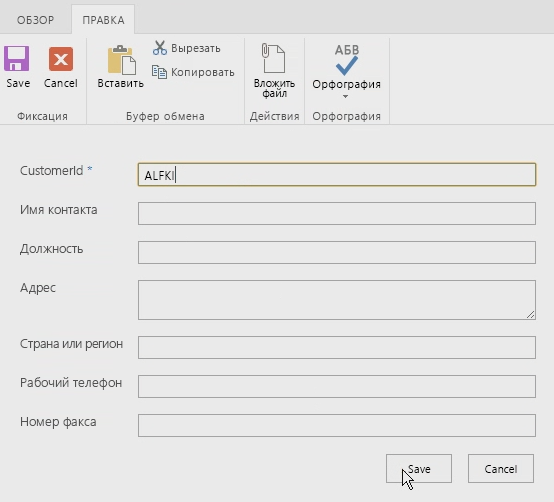 ОБЗОР ПРАВКА
Save Cancel Вставить Вырезать Копировать Вложить файл АБВ Орфография
Фиксация Буфер обмена Действия Орфография
CustomerId * ALFKI
Имя контакта
Должность
Адрес
Страна или регион
Рабочий телефон
Номер факса
Save Cancel